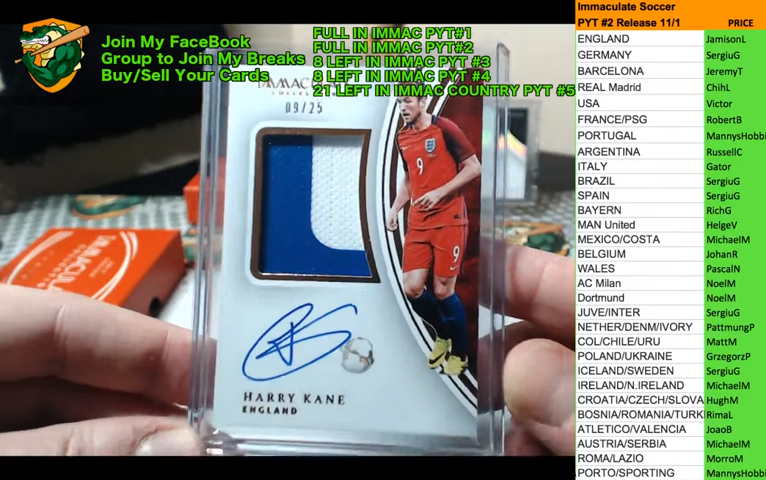 Join My FaceBook
Group to Join My Breaks
Buy/Sell Your Cards
FULL IN IMMAC PYT#1
FULL IN IMMAC PYT#2
8 LEFT IN IMMAC PYT #3
8 LEFT IN IMMAC PYT #4
21 LEFT IN IMMAC COUNTRY PYT #5
09/25
9
9
HARRY KANE
ENGLAND
Immaculate Soccer
PYT #2 Release 11/1 PRICE
ENGLAND JamisonL
GERMANY SergiuG
BARCELONA JeremyT
REAL Madrid ChihL
USA Victor
FRANCE/PSG RobertB
PORTUGAL MannysHobbi
ARGENTINA RussellC
ITALY Gator
BRAZIL SergiuG
SPAIN SergiuG
BAYERN RichG
MAN United HelgeV
MEXICO/COSTA MichaelM
BELGIUM JohanR
WALES PascalN
AC Milan NoelM
Dortmund NoelM
JUVE/INTER SergiuG
NETHER/DENM/IVORY PattmungP
COL/CHILE/URU MattM
POLAND/UKRAINE GrzegorzP
ICELAND/SWEDEN SergiuG
IRELAND/N.IRELAND MichaelM
CROATIA/CZECH/SLOVA HughM
BOSNIA/ROMANIA/TURK RimaL
ATLETICO/VALENCIA JoaoB
AUSTRIA/SERBIA MichaelM
ROMA/LAZIO MorroM
PORTO/SPORTING MannysHobbi